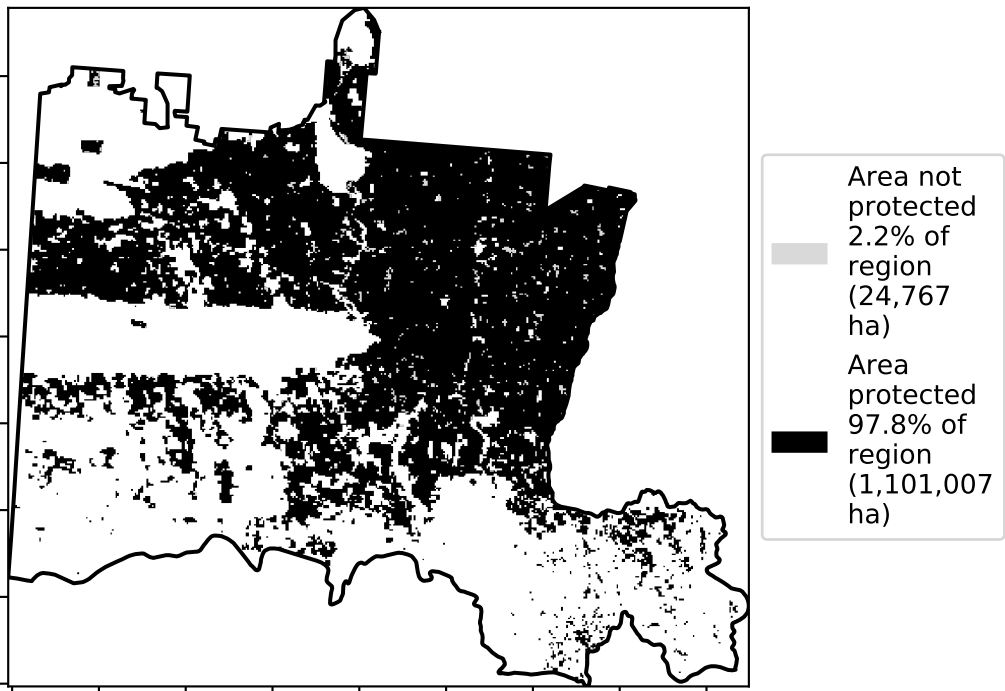 Area not
protected
2.2% of
region
(24,767
ha)
Area
protected
97.8% of
region
(1,101,007
ha)